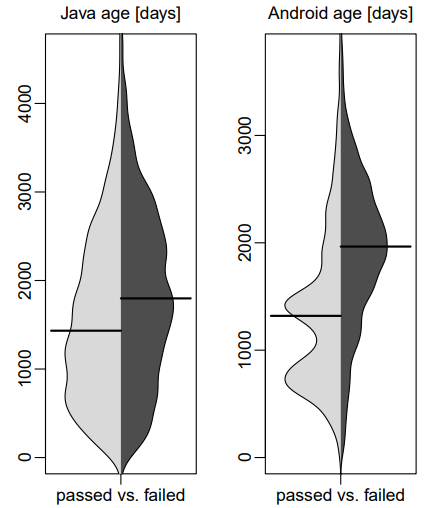 Java age [days]
4000
3000
2000
1000
0
passed vs. failed
Android age [days]
3000
2000
1000
0
passed vs. failed